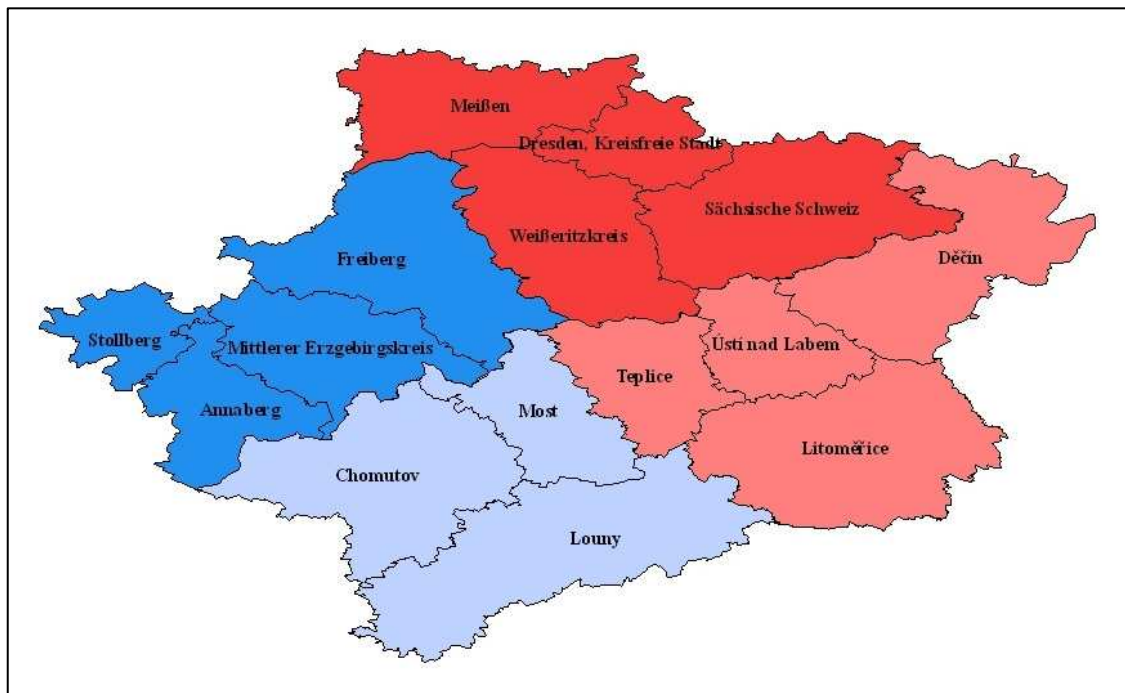 Meißen
Dresden, Kreisfreie Stadt
Sächsische Schweiz
Weißeritzkreis
Freiberg
Děčín
Stollberg
Mittlerer Erzgebirgskreis
Ústí nad Labem
Teplice
Annaberg
Most
Litoměřice
Chomutov
Louny